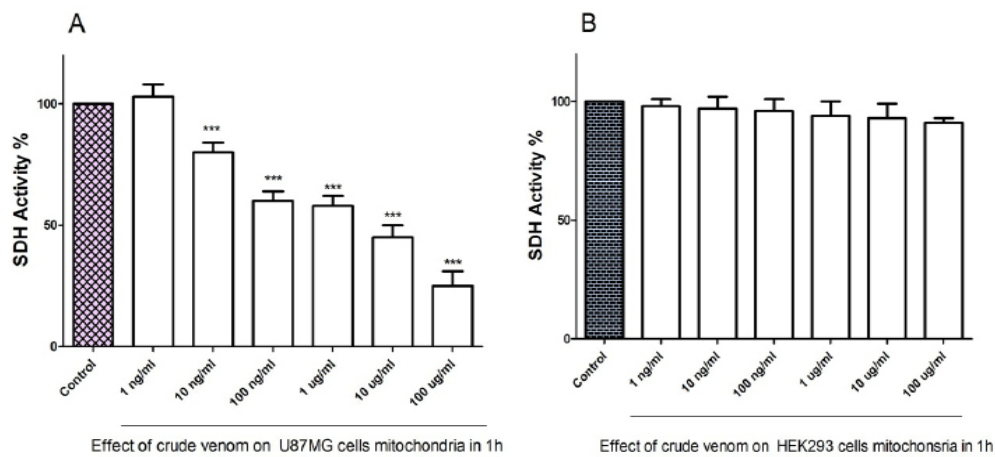 A
SDH Activity %
100
50
0
***
***
***
***
***
Control
1 ng/ml
10 ng/ml
100 ng/ml
1 ug/ml
10 ug/ml
100 ug/ml
Effect of crude venom on U87MG cells mitochondria in 1h
B
SDH Activity %
100
50
0
Control
1 ng/ml
10 ng/ml
100 ng/ml
1 ug/ml
10 ug/ml
100 ug/ml
Effect of crude venom on HEK293 cells mitochonsria in 1h